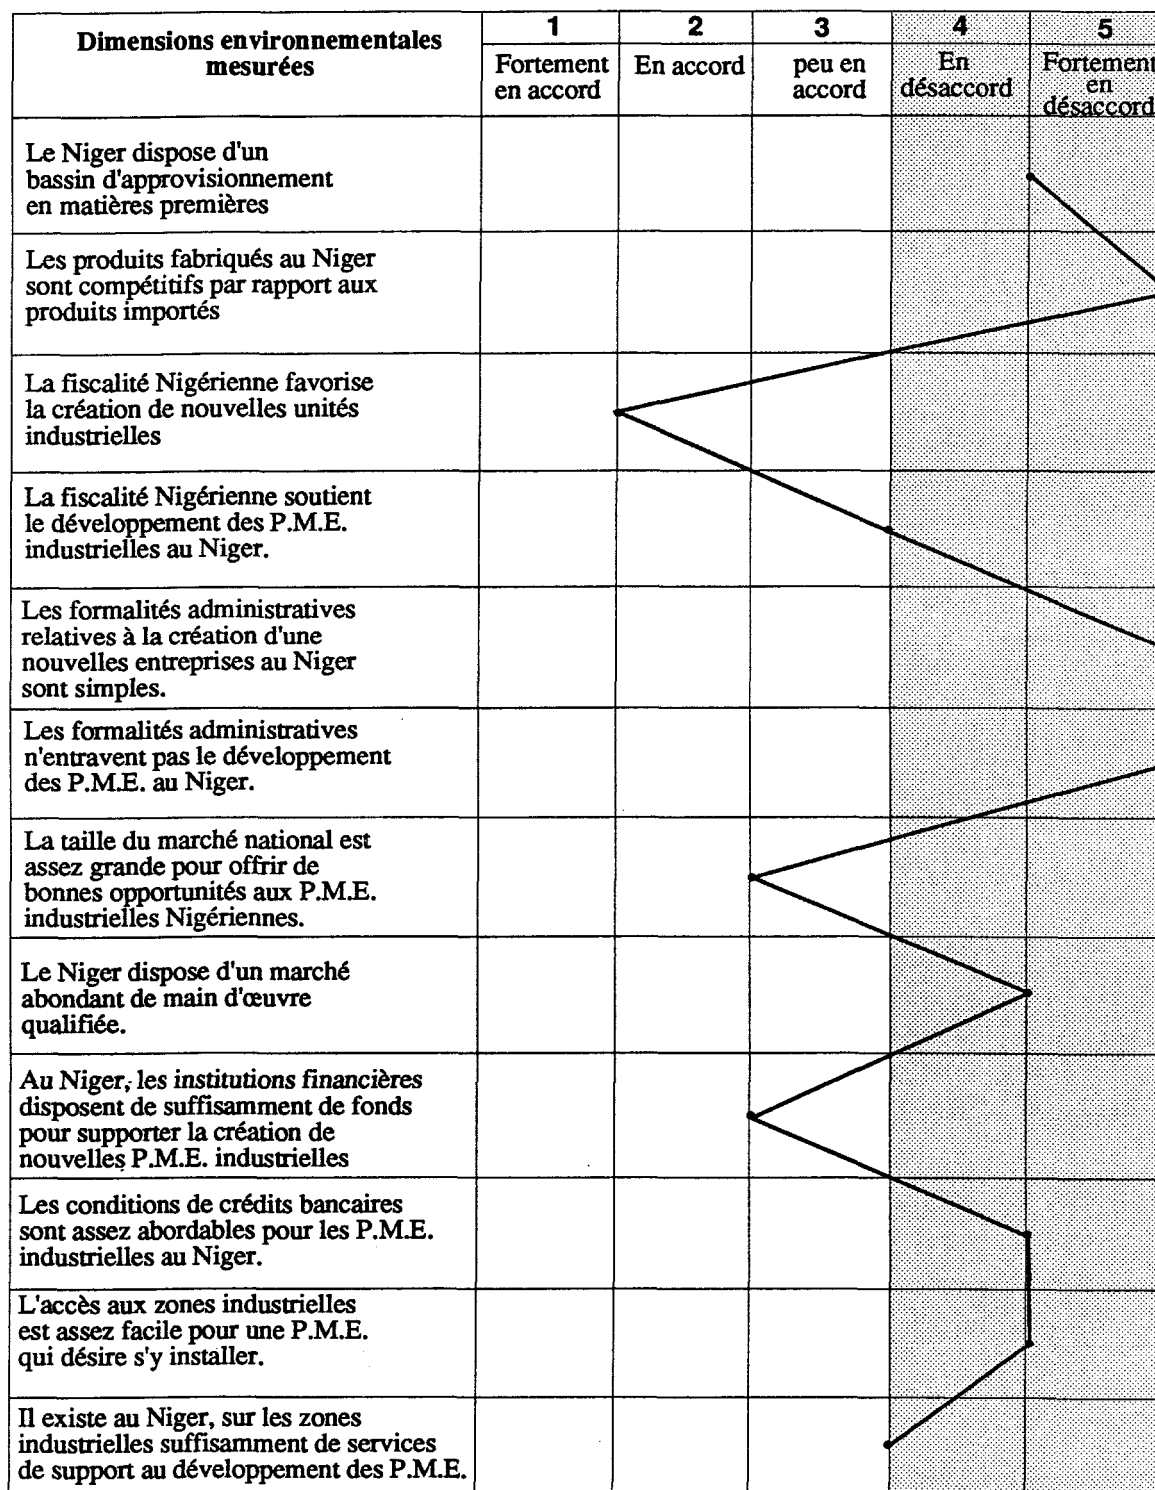 Dimensions environnementales
mesurées
1
2
3
4
5
Fortement
en accord
En accord
peu en
accord
En
désaccord
Fortement
en
désaccord
Le Niger dispose d'un
bassin d'approvisionnement
en matières premières
Les produits fabriqués au Niger
sont compétitifs par rapport aux
produits importés
La fiscalité Nigérienne favorise
la création de nouvelles unités
industrielles
La fiscalité Nigérienne soutient
le développement des P.M.E.
industrielles au Niger.
Les formalités administratives
relatives à la création d'une
nouvelles entreprises au Niger
sont simples.
Les formalités administratives
n'entravent pas le développement
des P.M.E. au Niger.
La taille du marché national est
assez grande pour offrir de
bonnes opportunités aux P.M.E.
industrielles Nigériennes.
Le Niger dispose d'un marché
abondant de main d'œuvre
qualifiée.
Au Niger, les institutions financières
disposent de suffisamment de fonds
pour supporter la création de
nouvelles P.M.E. industrielles
Les conditions de crédits bancaires
sont assez abordables pour les P.M.E.
industrielles au Niger.
L'accès aux zones industrielles
est assez facile pour une P.M.E.
qui désire s'y installer.
Il existe au Niger, sur les zones
industrielles suffisamment de services
de support au développement des P.M.E.